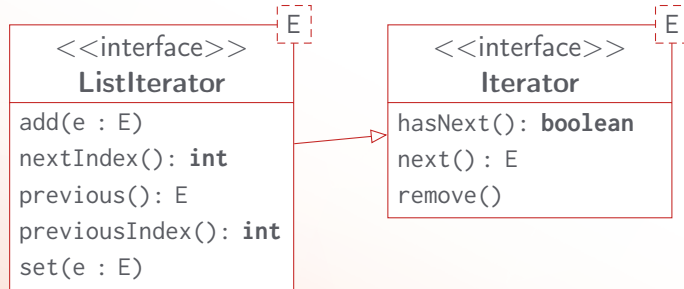 E
<<interface>>
ListIterator
add(e : E)
nextIndex(): int
previous(): E
previousIndex(): int
set(e : E)
E
<<interface>>
Iterator
hasNext(): boolean
next(): E
remove()